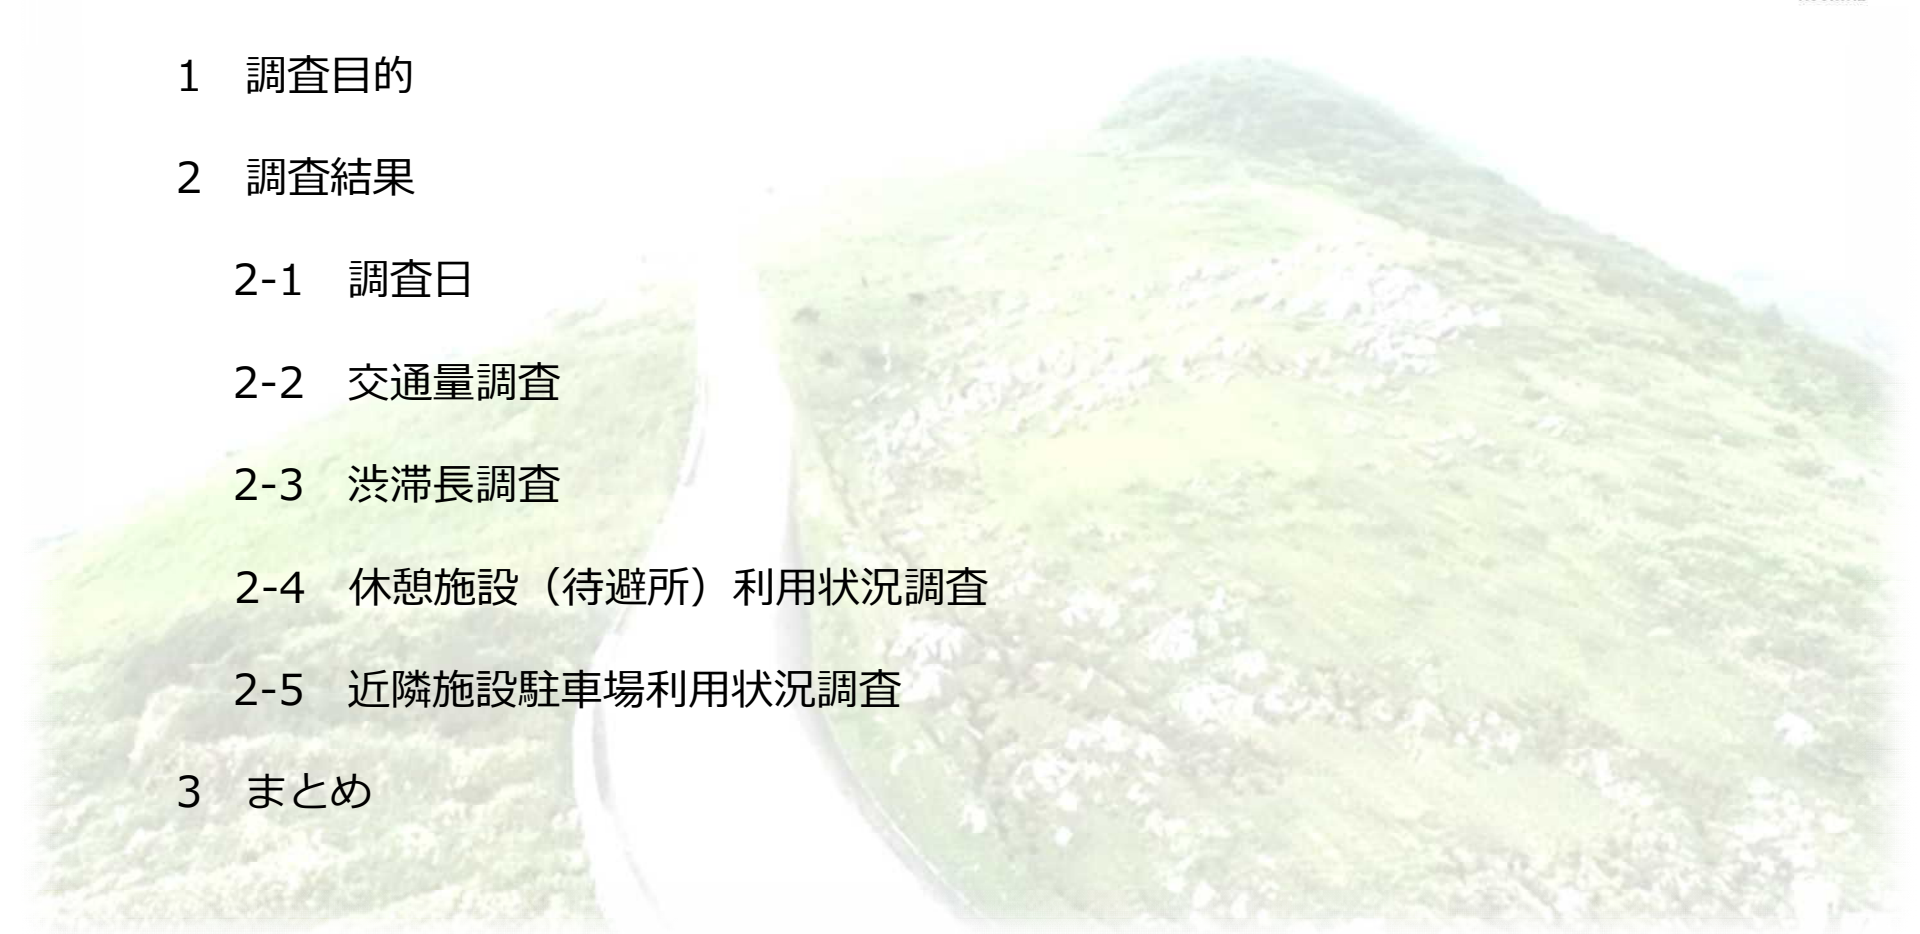 1　調査目的
2　調査結果
2-1　調査日
2-2　交通量調査
2-3　渋滞長調査
2-4　休憩施設（待避所）利用状況調査
2-5　近隣施設駐車場利用状況調査
3　まとめ